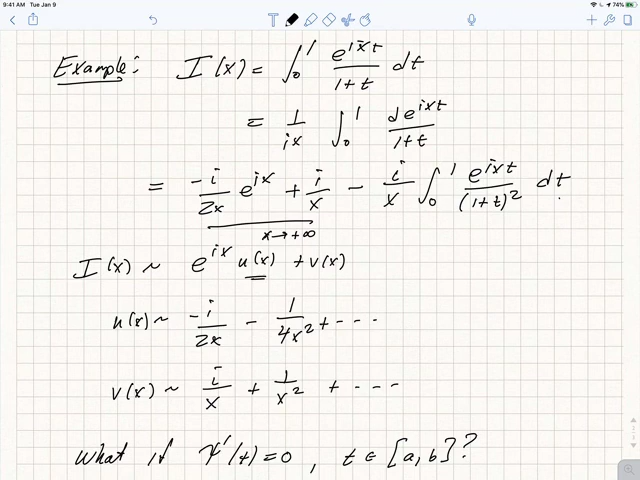 9:41 AM Tue Jan 9
74%
Example: I(x) = ∫₀¹ e^{ixt}/(1+t) dt
= 1/(ix) ∫₀¹ de^{ixt}/(1+t)
= -i/(2x) e^{ix} + i/x - i/x ∫₀¹ e^{ixt}/(1+t)² dt
x → +∞
I(x) ~ e^{ix} u(x) + v(x)
u(x) ~ -i/(2x) - 1/(4x²) + ---
v(x) ~ i/x + 1/x² + ---
What if ψ'(t) = 0, t ∈ [a, b]?